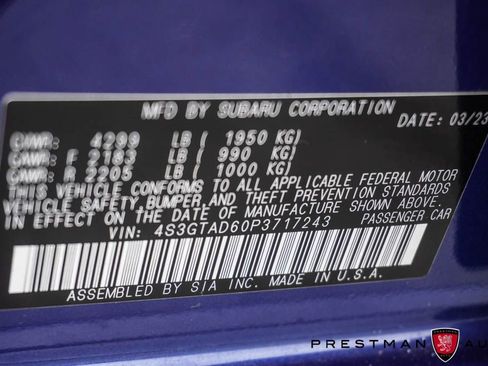 MFD BY SUBARU CORPORATION
DATE: 03/23
GVWR: 4299 LB ( 1950 KG)
GAWR: F 2183 LB ( 990 KG)
GAWR: R 2205 LB ( 1000 KG)
THIS VEHICLE CONFORMS TO ALL APPLICABLE FEDERAL MOTOR
VEHICLE SAFETY, BUMPER, AND THEFT PREVENTION STANDARDS
IN EFFECT ON THE DATE OF MANUFACTURE SHOWN ABOVE.
VIN: 4S3GTAD60P3717243 PASSENGER CAR
ASSEMBLED BY SIA INC. MADE IN U.S.A.
PRESTMAN AU